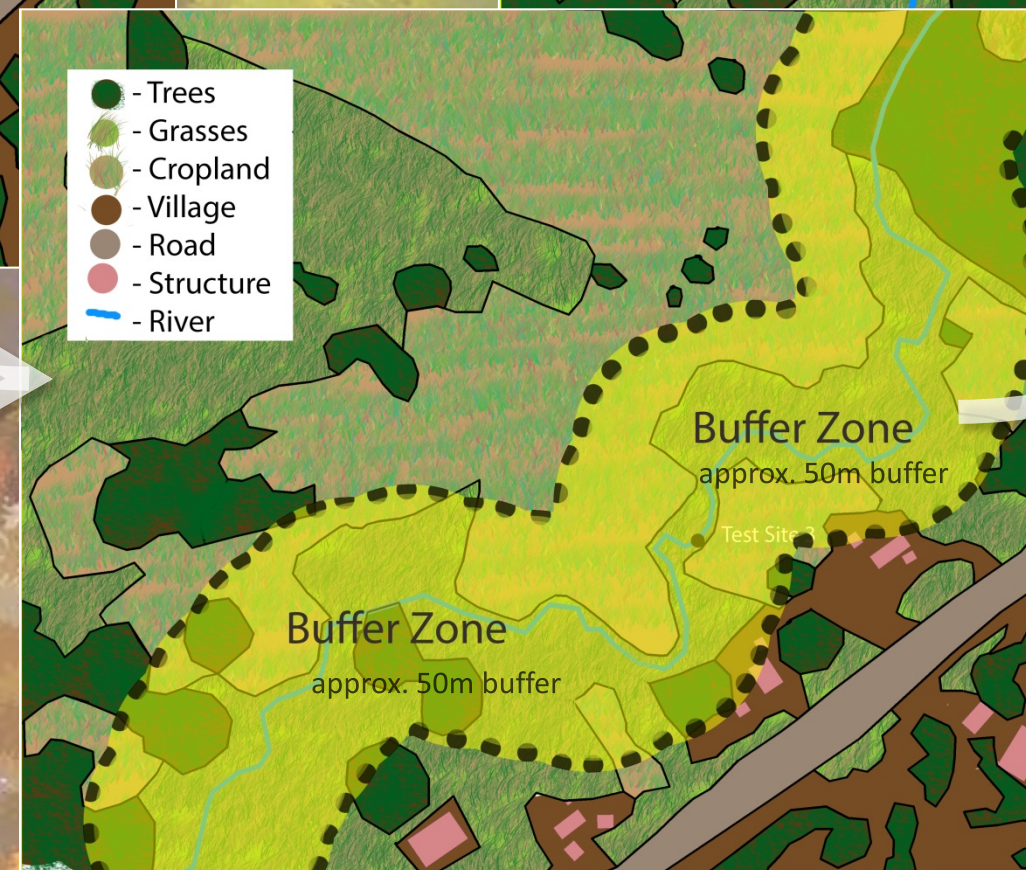 - Trees
- Grasses
- Cropland
- Village
- Road
- Structure
- River
Buffer Zone
approx. 50m buffer
Test Site 3
Buffer Zone
approx. 50m buffer